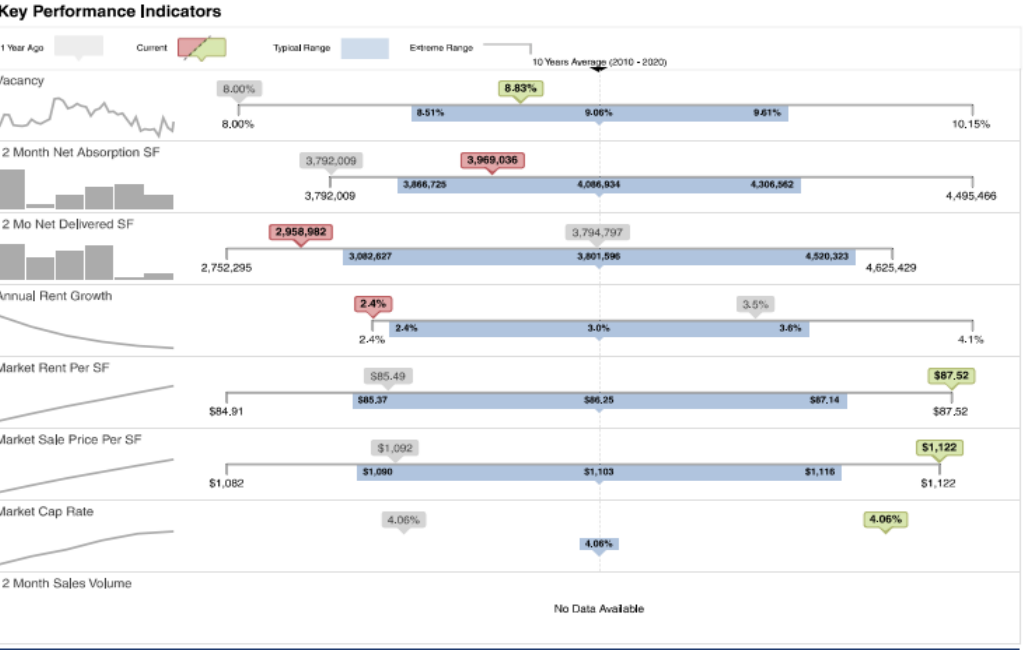 Key Performance Indicators
1 Year Ago Current Typical Range Extreme Range
10 Years Average (2010 - 2020)
Vacancy
8.00% 8.83%
8.51% 9.06% 9.61%
8.00% 10.15%
2 Month Net Absorption SF
3,792,009 3,969,036
3,866,725 4,086,934 4,306,562
3,792,009 4,495,466
2 Mo Net Delivered SF
2,958,982 3,794,797
3,082,627 3,801,596 4,520,323
2,752,295 4,625,429
Annual Rent Growth
2.4% 3.5%
2.4% 3.0% 3.6%
2.4% 4.1%
Market Rent Per SF
$85.49 $87.52
$85.37 $86.25 $87.14
$84.91 $87.52
Market Sale Price Per SF
$1,092 $1,122
$1,090 $1,103 $1,116
$1,082 $1,122
Market Cap Rate
4.06% 4.06%
4.06%
2 Month Sales Volume
No Data Available